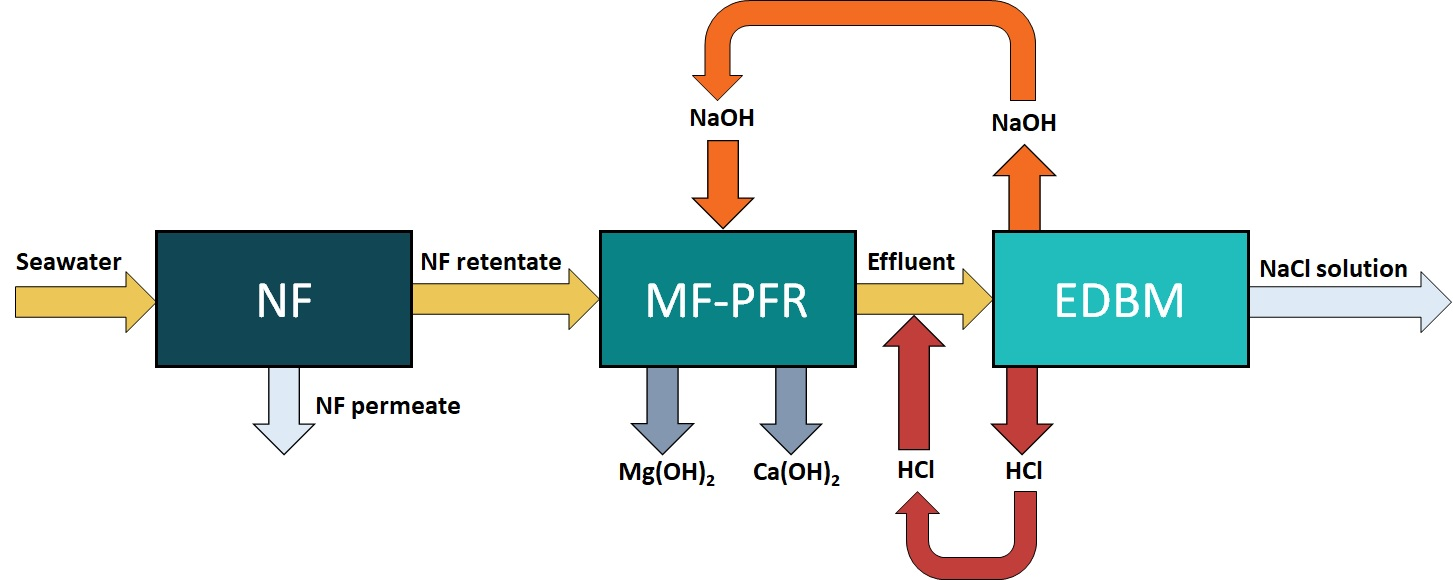 NaOH
NaOH
Seawater
NF
NF retentate
MF-PFR
Effluent
EDBM
NaCl solution
NF permeate
Mg(OH)₂
Ca(OH)₂
HCl
HCl